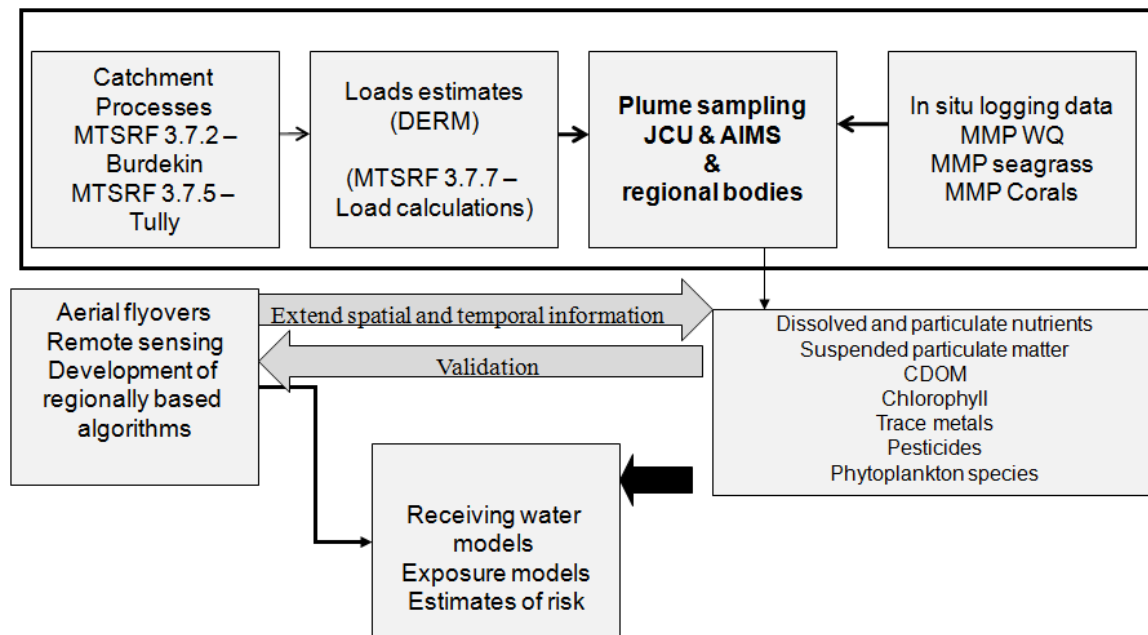 Catchment
Processes
MTSRF 3.7.2 –
Burdekin
MTSRF 3.7.5 –
Tully
Loads estimates
(DERM)
(MTSRF 3.7.7 –
Load calculations)
Plume sampling
JCU & AIMS
&
regional bodies
In situ logging data
MMP WQ
MMP seagrass
MMP Corals
Aerial flyovers
Remote sensing
Development of
regionally based
algorithms
Extend spatial and temporal information
Validation
Dissolved and particulate nutrients
Suspended particulate matter
CDOM
Chlorophyll
Trace metals
Pesticides
Phytoplankton species
Receiving water
models
Exposure models
Estimates of risk